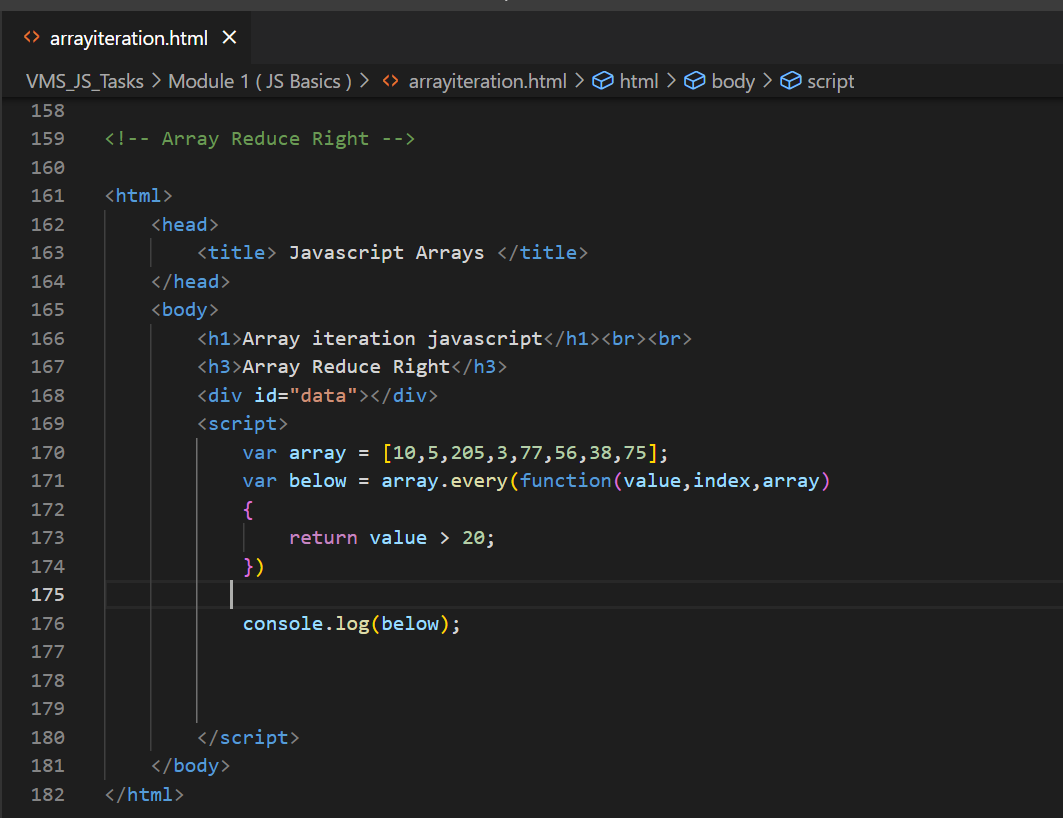 arrayiteration.html
VMS_JS_Tasks > Module 1 ( JS Basics ) > arrayiteration.html > html > body > script
158
159 <!-- Array Reduce Right -->
160
161 <html>
162     <head>
163         <title> Javascript Arrays </title>
164     </head>
165     <body>
166         <h1>Array iteration javascript</h1><br><br>
167         <h3>Array Reduce Right</h3>
168         <div id="data"></div>
169         <script>
170             var array = [10,5,205,3,77,56,38,75];
171             var below = array.every(function(value,index,array)
172             {
173                 return value > 20;
174             })
175
176             console.log(below);
177
178
179
180         </script>
181     </body>
182 </html>